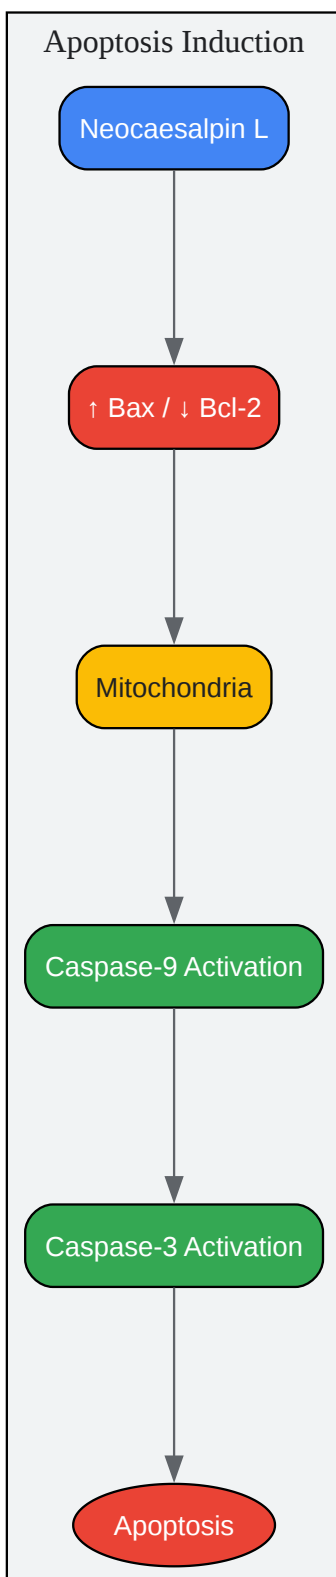 Apoptosis Induction
Neocaesalpin L
↑ Bax / ↓ Bcl-2
Mitochondria
Caspase-9 Activation
Caspase-3 Activation
Apoptosis